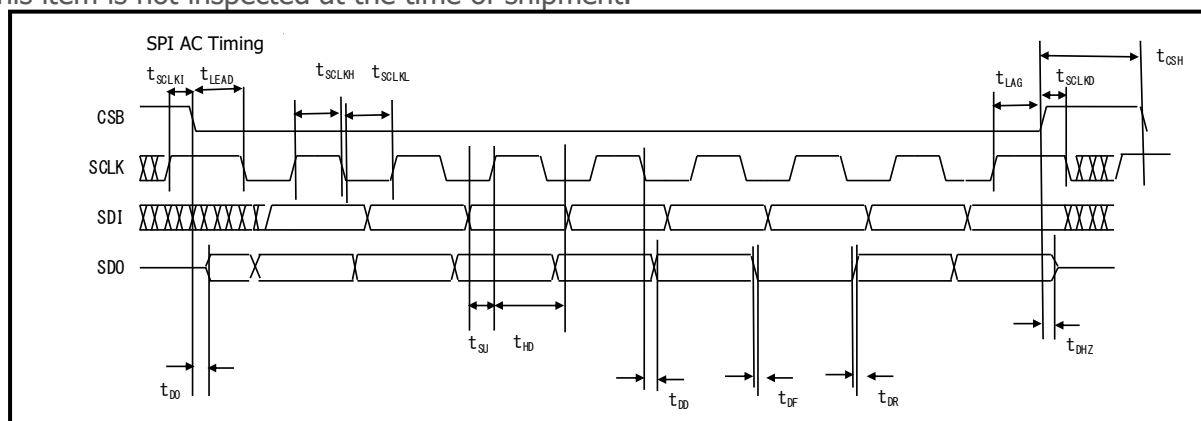 his item is not inspected at the time of shipment.
SPI AC Timing
tSCLKI tLEAD tSCLKH tSCLKL tLAG tSCLKD tCSH
CSB
SCLK
SDI
SDO
tSU tHD tDHZ
tDO tDD tDF tDR